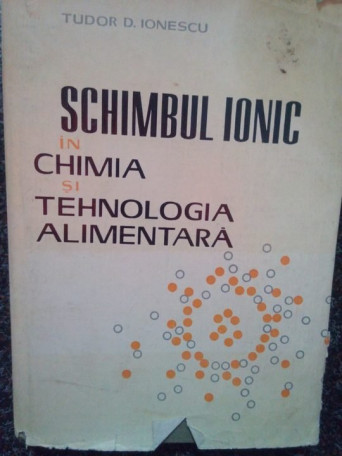 TUDOR D. IONESCU
SCHIMBUL IONIC
ÎN
CHIMIA
ȘI
TEHNOLOGIA
ALIMENTARĂ